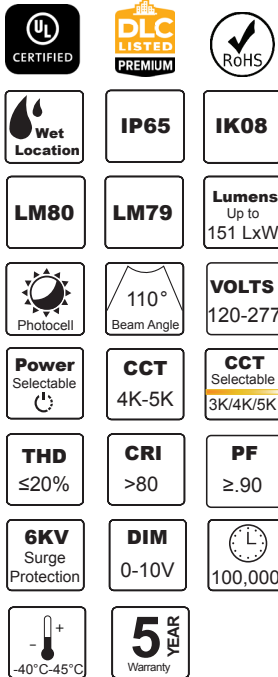 UL
CERTIFIED
DLC
LISTED
PREMIUM
RoHS
Wet
Location
IP65
IK08
LM80
LM79
Lumens
Up to
151 LxW
Photocell
110°
Beam Angle
VOLTS
120-277
Power
Selectable
CCT
4K-5K
CCT
Selectable
3K/4K/5K
THD
≤20%
CRI
>80
PF
≥.90
6KV
Surge
Protection
DIM
0-10V
100,000
- +
-40°C-45°C
5 YEAR
Warranty